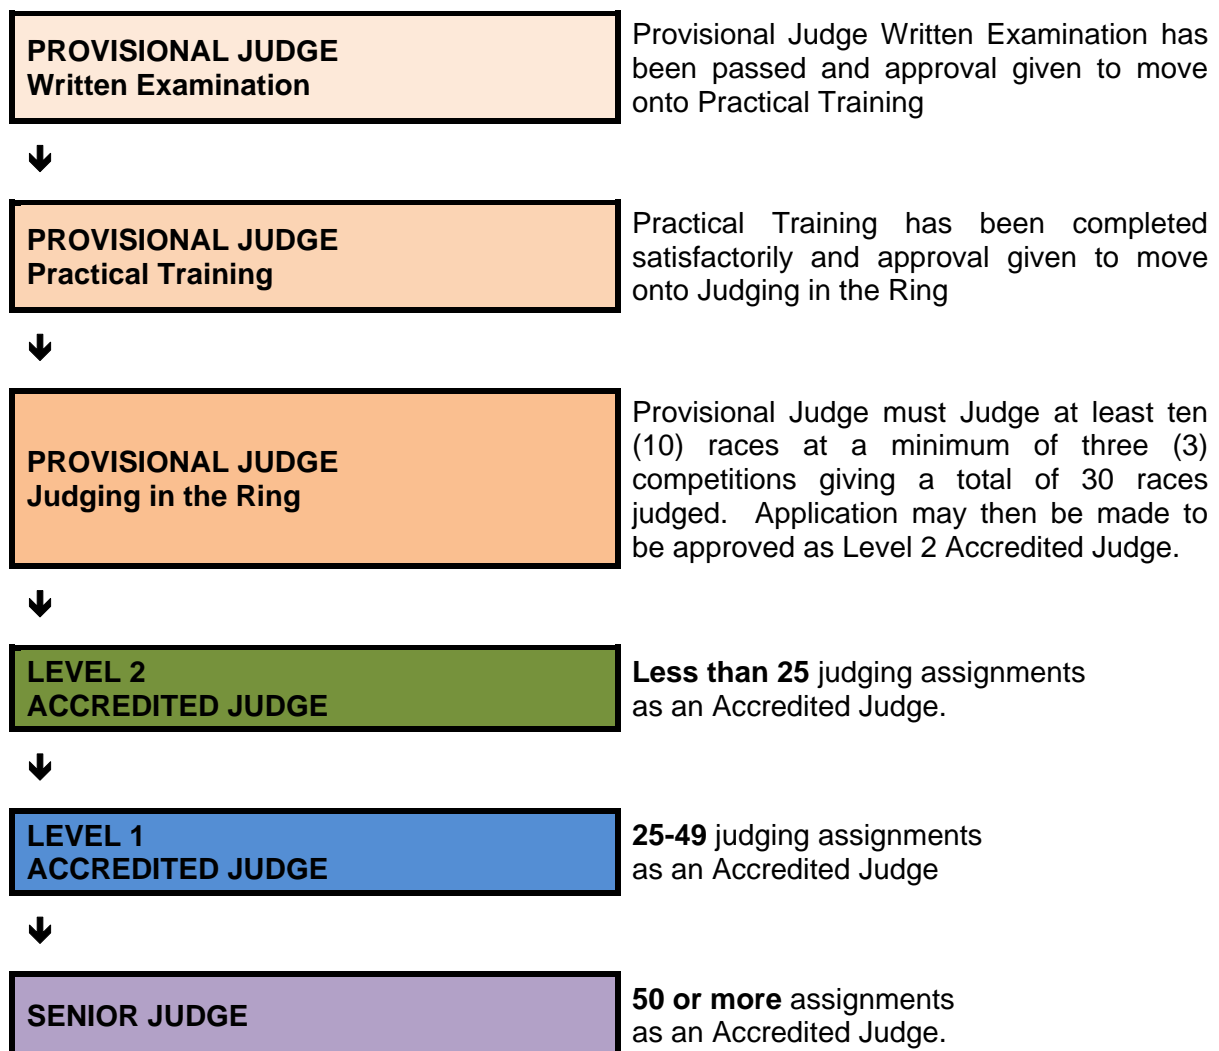 PROVISIONAL JUDGE
Written Examination
Provisional Judge Written Examination has
been passed and approval given to move
onto Practical Training
PROVISIONAL JUDGE
Practical Training
Practical Training has been completed
satisfactorily and approval given to move
onto Judging in the Ring
PROVISIONAL JUDGE
Judging in the Ring
Provisional Judge must Judge at least ten
(10) races at a minimum of three (3)
competitions giving a total of 30 races
judged. Application may then be made to
be approved as Level 2 Accredited Judge.
LEVEL 2
ACCREDITED JUDGE
Less than 25 judging assignments
as an Accredited Judge.
LEVEL 1
ACCREDITED JUDGE
25-49 judging assignments
as an Accredited Judge
SENIOR JUDGE
50 or more assignments
as an Accredited Judge.